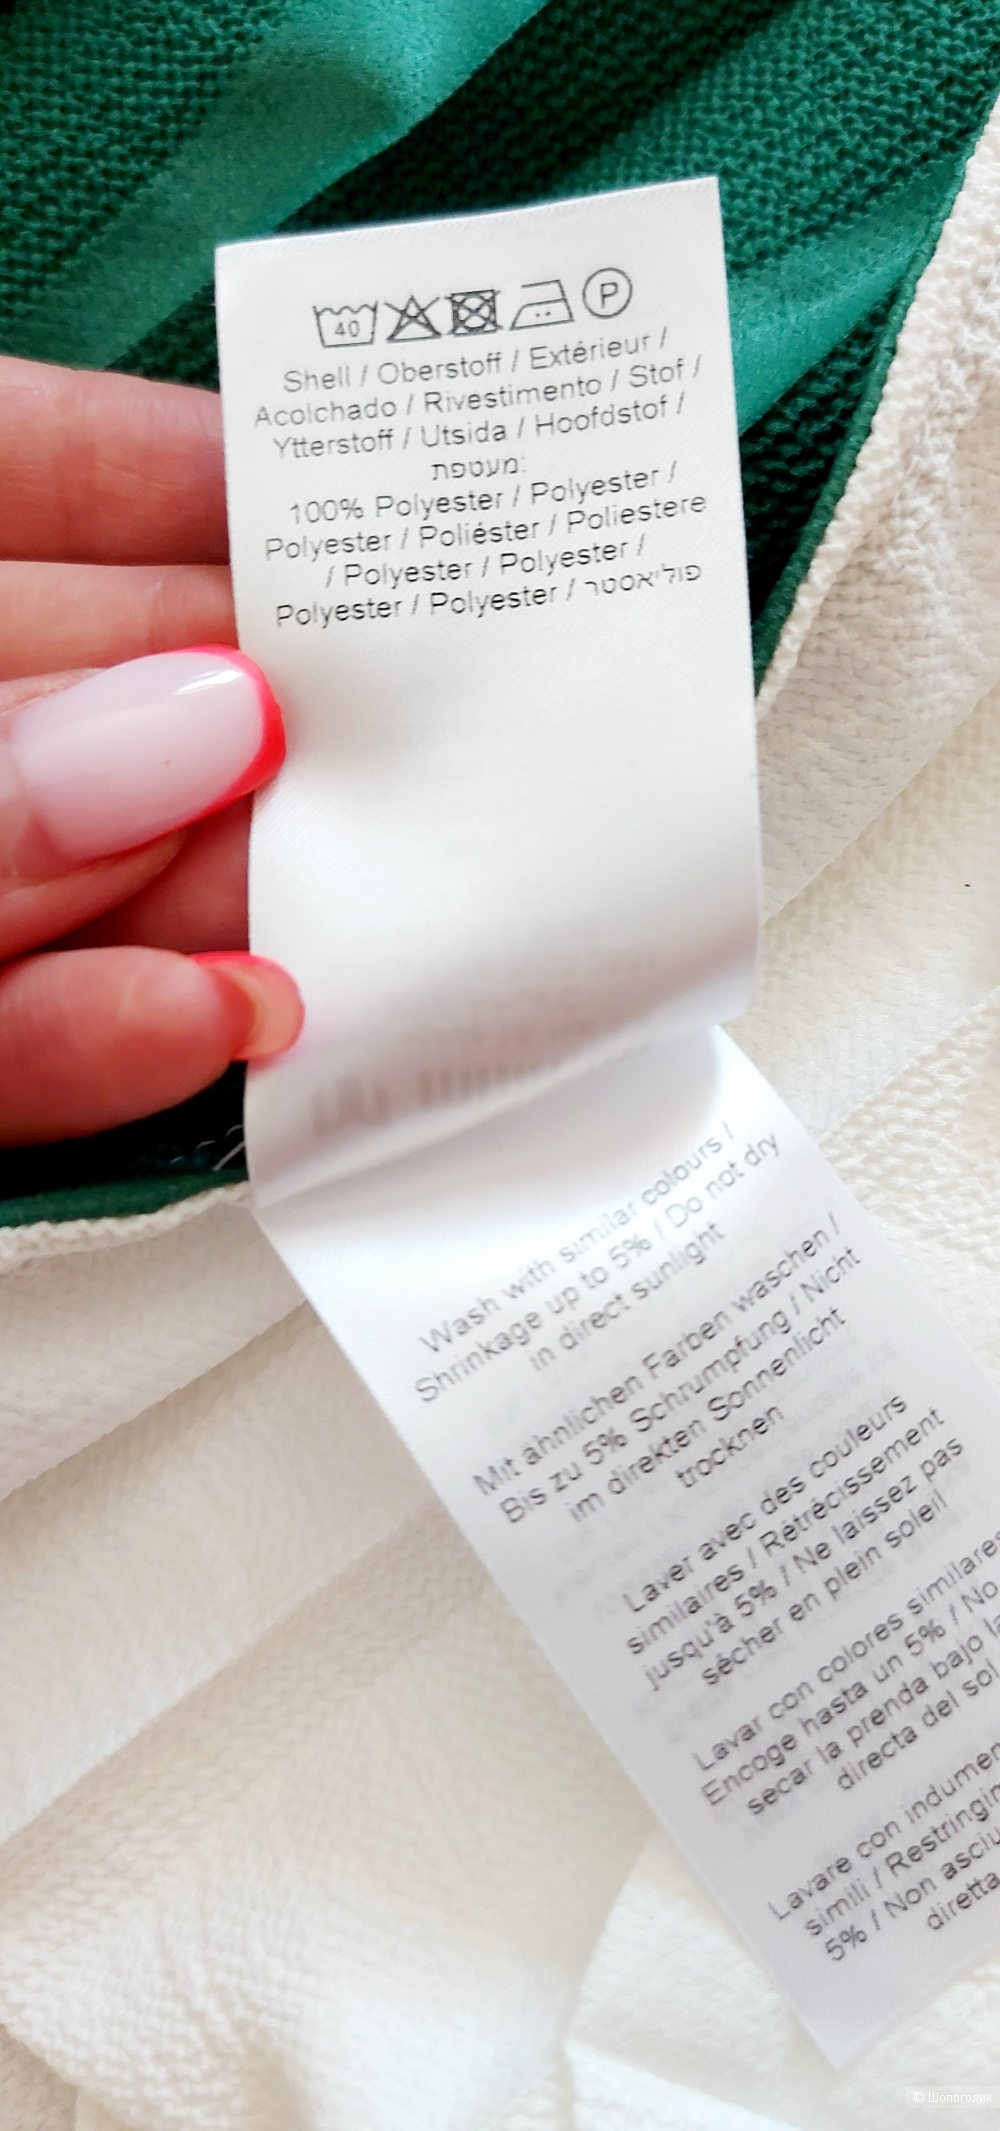 40 P
Shell / Oberstoff / Extérieur /
Acolchado / Rivestimento / Stof /
Ytterstoff / Utsida / Hoofdstof /
מעטפת:
100% Polyester / Polyester /
Polyester / Poliéster / Poliestere
/ Polyester / Polyester /
Polyester / Polyester / פוליאסטר
Wash with similar colours /
Shrinkage up to 5% / Do not dry
in direct sunlight
Mit ähnlichen Farben waschen /
Bis zu 5% Schrumpfung / Nicht
im direkten Sonnenlicht
trocknen
Laver avec des couleurs
similaires / Rétrécissement
jusqu'à 5% / Ne laissez pas
sécher en plein soleil
Lavar con colores similares
Encoge hasta un 5% / No
secar la prenda bajo la
directa del sol
Lavare con indumen
simili / Restringin
5% / Non asciu
diretta
© Шопоголик